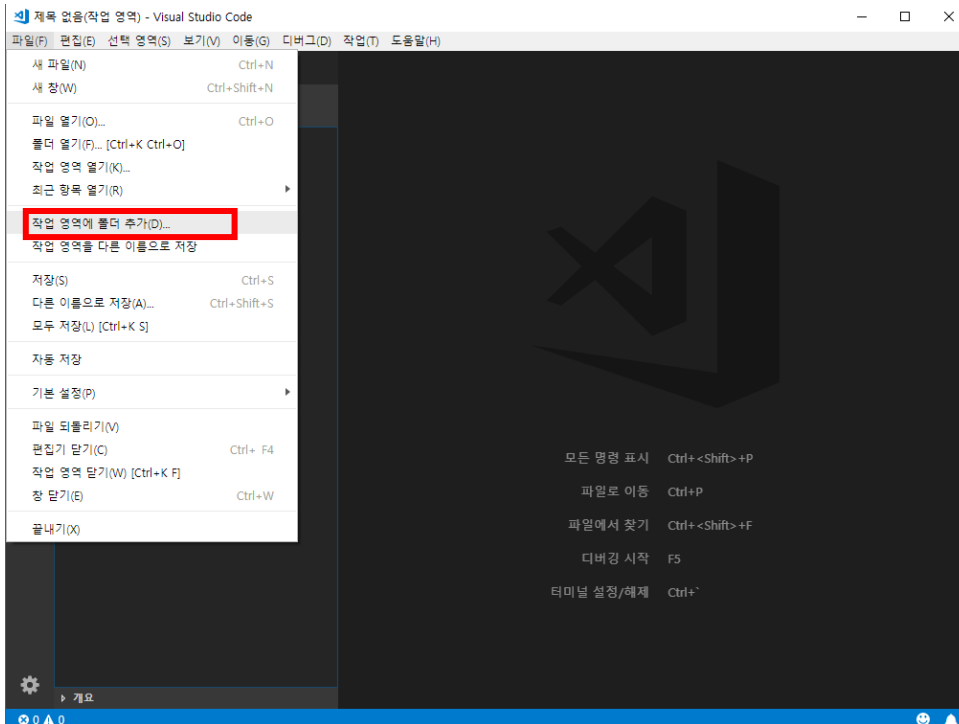 제목 없음(작업 영역) - Visual Studio Code
파일(F) 편집(E) 선택 영역(S) 보기(V) 이동(G) 디버그(D) 작업(T) 도움말(H)
새 파일(N) Ctrl+N
새 창(W) Ctrl+Shift+N
파일 열기(O)... Ctrl+O
폴더 열기(F)... [Ctrl+K Ctrl+O]
작업 영역 열기(K)...
최근 항목 열기(R)
작업 영역에 폴더 추가(D)...
작업 영역을 다른 이름으로 저장
저장(S) Ctrl+S
다른 이름으로 저장(A)... Ctrl+Shift+S
모두 저장(L) [Ctrl+K S]
자동 저장
기본 설정(P)
파일 되돌리기(V)
편집기 닫기(C) Ctrl+ F4
작업 영역 닫기(W) [Ctrl+K F]
창 닫기(E) Ctrl+W
끝내기(X)
모든 명령 표시 Ctrl+<Shift>+P
파일로 이동 Ctrl+P
파일에서 찾기 Ctrl+<Shift>+F
디버깅 시작 F5
터미널 설정/해제 Ctrl+`
개요
0 0